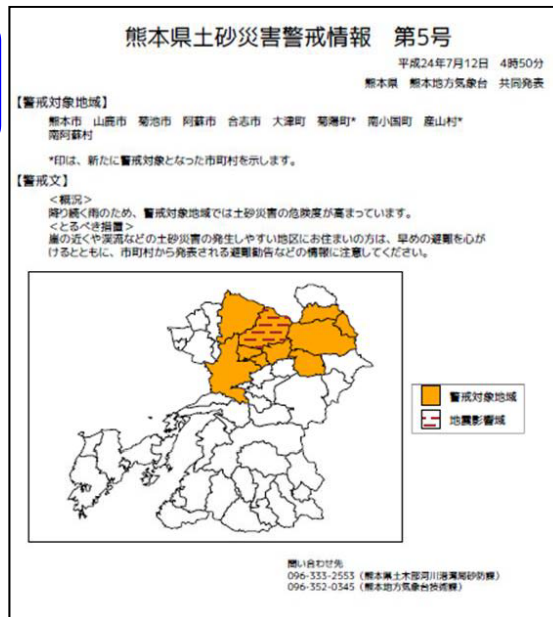 熊本県土砂災害警戒情報　第5号
平成24年7月12日　4時50分
熊本県　熊本地方気象台　共同発表
【警戒対象地域】
熊本市　山鹿市　菊池市　阿蘇市　合志市　大津町　菊陽町*　南小国町　産山村*
南阿蘇村
*印は、新たに警戒対象となった市町村を示します。
【警戒文】
＜概況＞
降り続く雨のため、警戒対象地域では土砂災害の危険度が高まっています。
＜とるべき措置＞
崖の近くや渓流などの土砂災害の発生しやすい地区にお住まいの方は、早めの避難を心が
けるとともに、市町村から発表される避難勧告などの情報に注意してください。
警戒対象地域
地震影響域
問い合わせ先
096-333-2553（熊本県土木部河川港湾局砂防課）
096-352-0345（熊本地方気象台技術課）